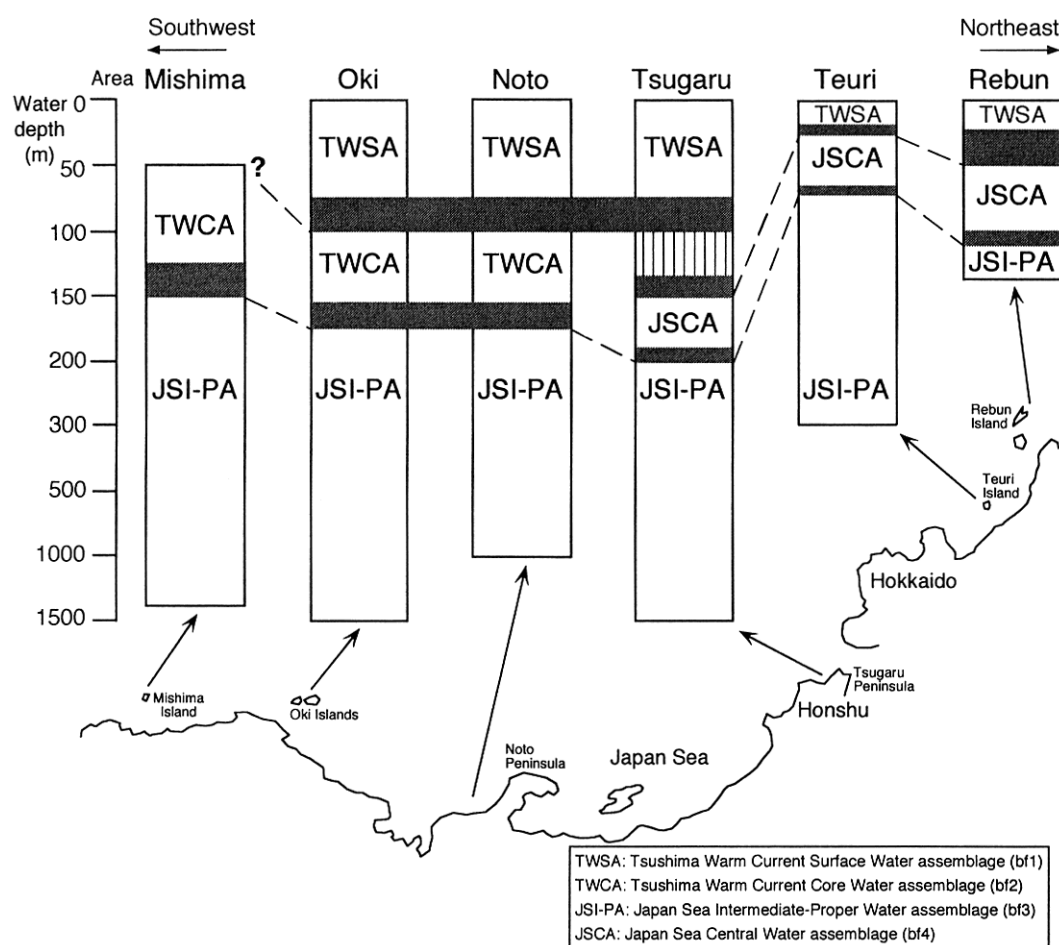 Southwest
Northeast
Area
Mishima
Oki
Noto
Tsugaru
Teuri
Rebun
Water 0
depth
(m)
50
100
150
200
300
500
1000
1500
?
TWCA
JSI-PA
TWSA
TWCA
JSI-PA
TWSA
TWCA
JSI-PA
TWSA
JSCA
JSI-PA
TWSA
JSCA
JSI-PA
TWSA
JSCA
JSI-PA
Rebun
Island
Teuri
Island
Hokkaido
Tsugaru
Peninsula
Honshu
Mishima
Island
Oki Islands
Noto
Peninsula
Japan Sea
TWSA: Tsushima Warm Current Surface Water assemblage (bf1)
TWCA: Tsushima Warm Current Core Water assemblage (bf2)
JSI-PA: Japan Sea Intermediate-Proper Water assemblage (bf3)
JSCA: Japan Sea Central Water assemblage (bf4)